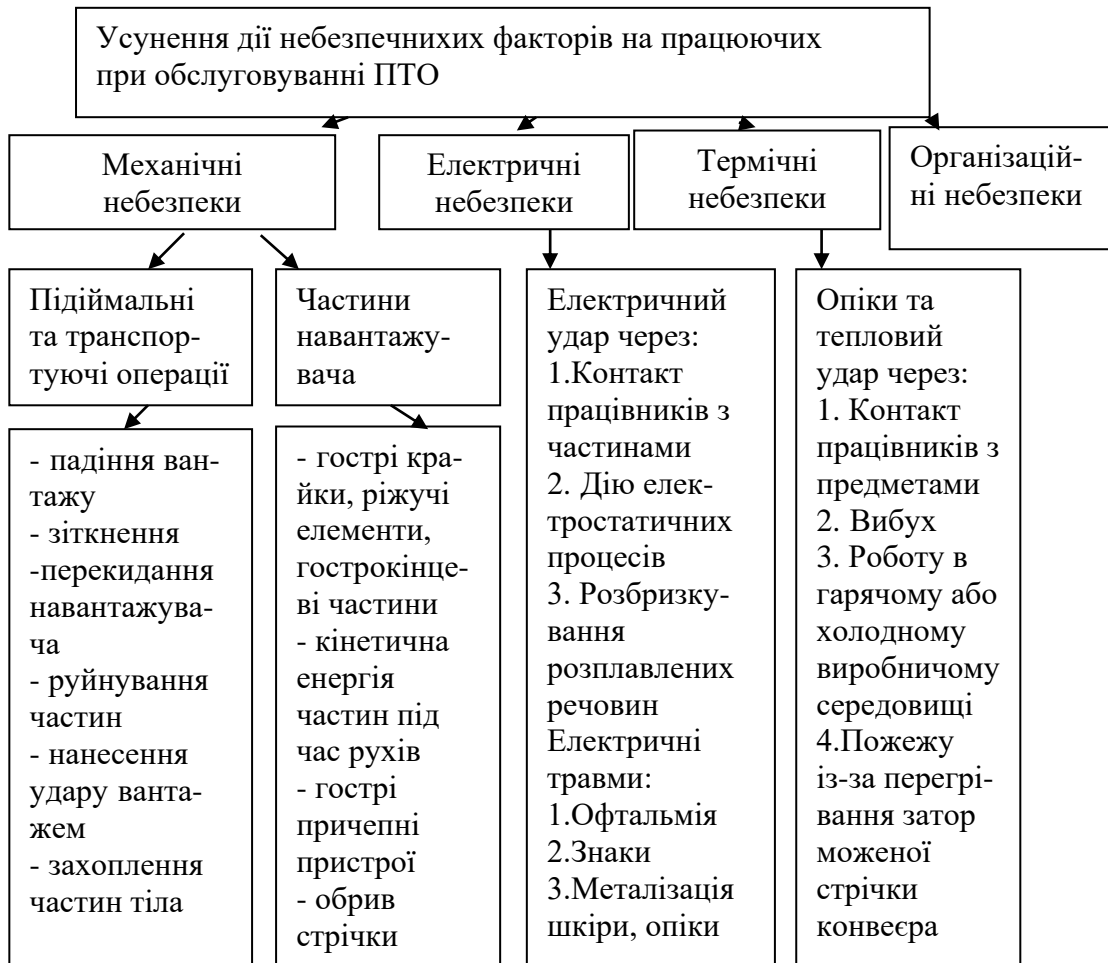 Усунення дії небезпечнихих факторів на працюючих
при обслуговуванні ПТО
Механічні
небезпеки
Електричні
небезпеки
Термічні
небезпеки
Організацій-
ні небезпеки
Підіймальні
та транспор-
туючі операції
Частини
навантажу-
вача
Електричний
удар через:
1.Контакт
працівників з
частинами
2. Дію елек-
тростатичних
процесів
3. Розбризку-
вання
розплавлених
речовин
Електричні
травми:
1.Офтальмія
2.Знаки
3.Металізація
шкіри, опіки
Опіки та
тепловий
удар через:
1. Контакт
працівників з
предметами
2. Вибух
3. Роботу в
гарячому або
холодному
виробничому
середовищі
4.Пожежу
із-за перегрі-
вання затор
моженої
стрічки
конвеєра
- падіння ван-
тажу
- зіткнення
-перекидання
навантажува-
ча
- руйнування
частин
- нанесення
удару ванта-
жем
- захоплення
частин тіла
- гострі кра-
йки, ріжучі
елементи,
гострокінце-
ві частини
- кінетична
енергія
частин під
час рухів
- гострі
причепні
пристрої
- обрив
стрічки